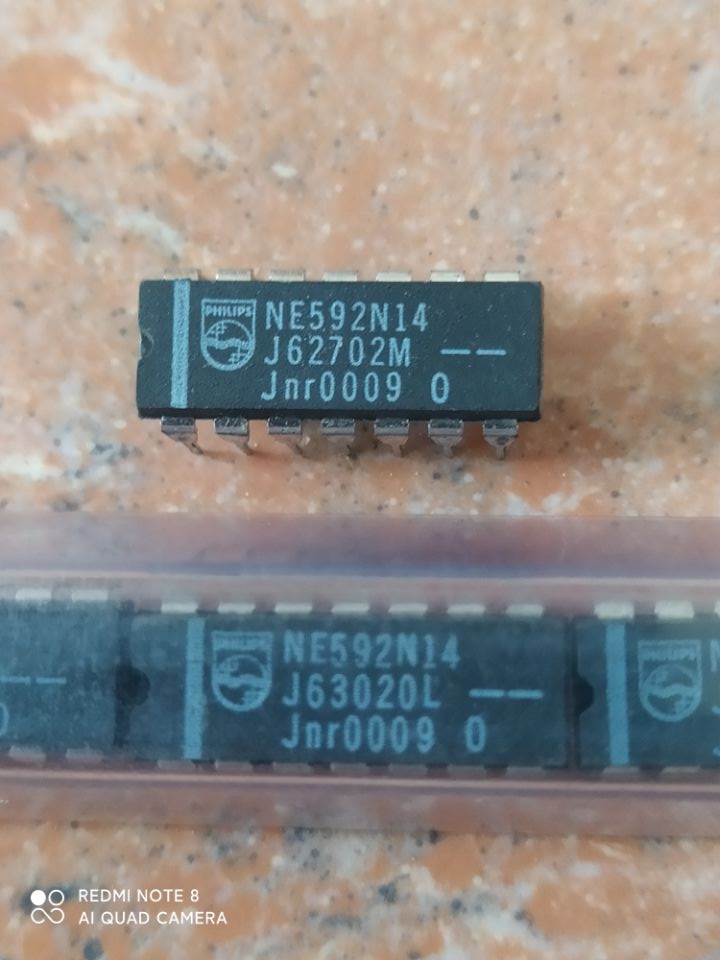 PHILIPS
NE592N14
J62702M ——
Jnr0009 0
——
PHILIPS
NE592N14
J63020L ——
Jnr0009 0
PHILIPS
REDMI NOTE 8
AI QUAD CAMERA